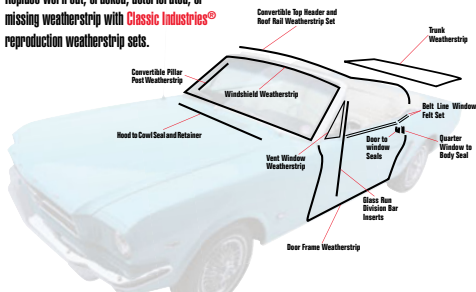 Replace worn out, cracked, deteriorated, or
missing weatherstrip with Classic Industries®
reproduction weatherstrip sets.
Convertible Top Header and
Roof Rail Weatherstrip Set
Trunk
Weatherstrip
Convertible Pillar
Post Weatherstrip
Windshield Weatherstrip
Belt Line Window
Felt Set
Hood to Cowl Seal and Retainer
Door to
window
Seals
Quarter
Window to
Body Seal
Vent Window
Weatherstrip
Glass Run
Division Bar
Inserts
Door Frame Weatherstrip